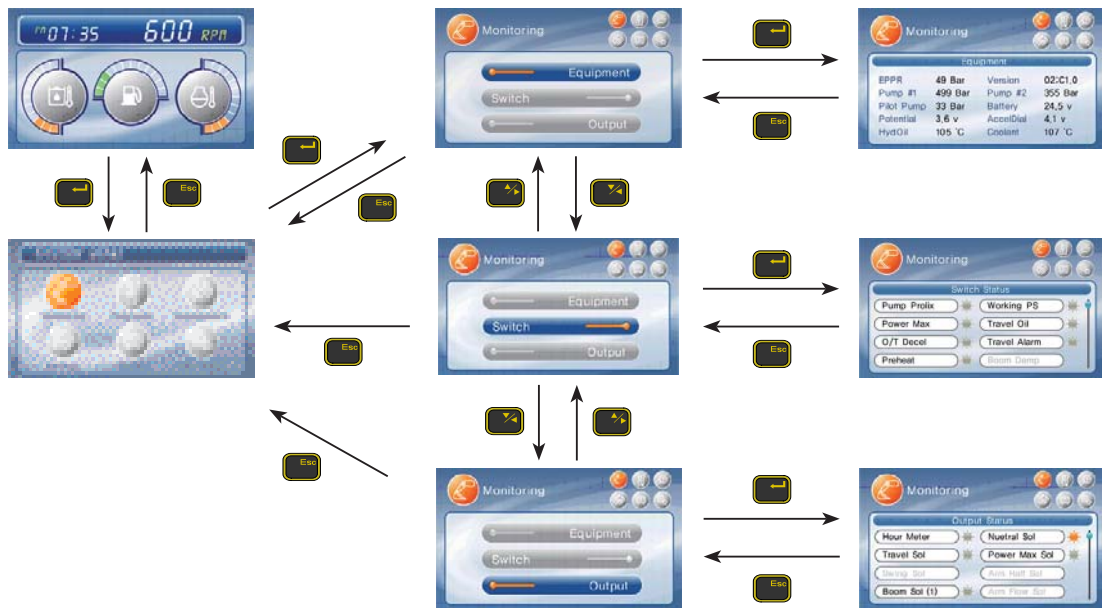 PM 07:35 600 RPM
Esc
Esc
Monitoring
Equipment
Switch
Output
Esc
Monitoring
Equipment
EPPR 49 Bar Version 02:C1.0
Pump #1 499 Bar Pump #2 355 Bar
Pilot Pump 33 Bar Battery 24.5 v
Potential 3.6 v AccelDial 4.1 v
HydOil 105 °C Coolant 107 °C
Monitoring
Equipment
Switch
Output
Esc
Esc
Monitoring
Switch Status
Pump Prolix Working PS
Power Max Travel Oil
O/T Decel Travel Alarm
Preheat Boom Damp
Esc
Monitoring
Equipment
Switch
Output
Esc
Monitoring
Output Status
Hour Meter Nuetral Sol
Travel Sol Power Max Sol
Swing Sol Arm Half Sol
Boom Sol (1) Arm Flow Sol